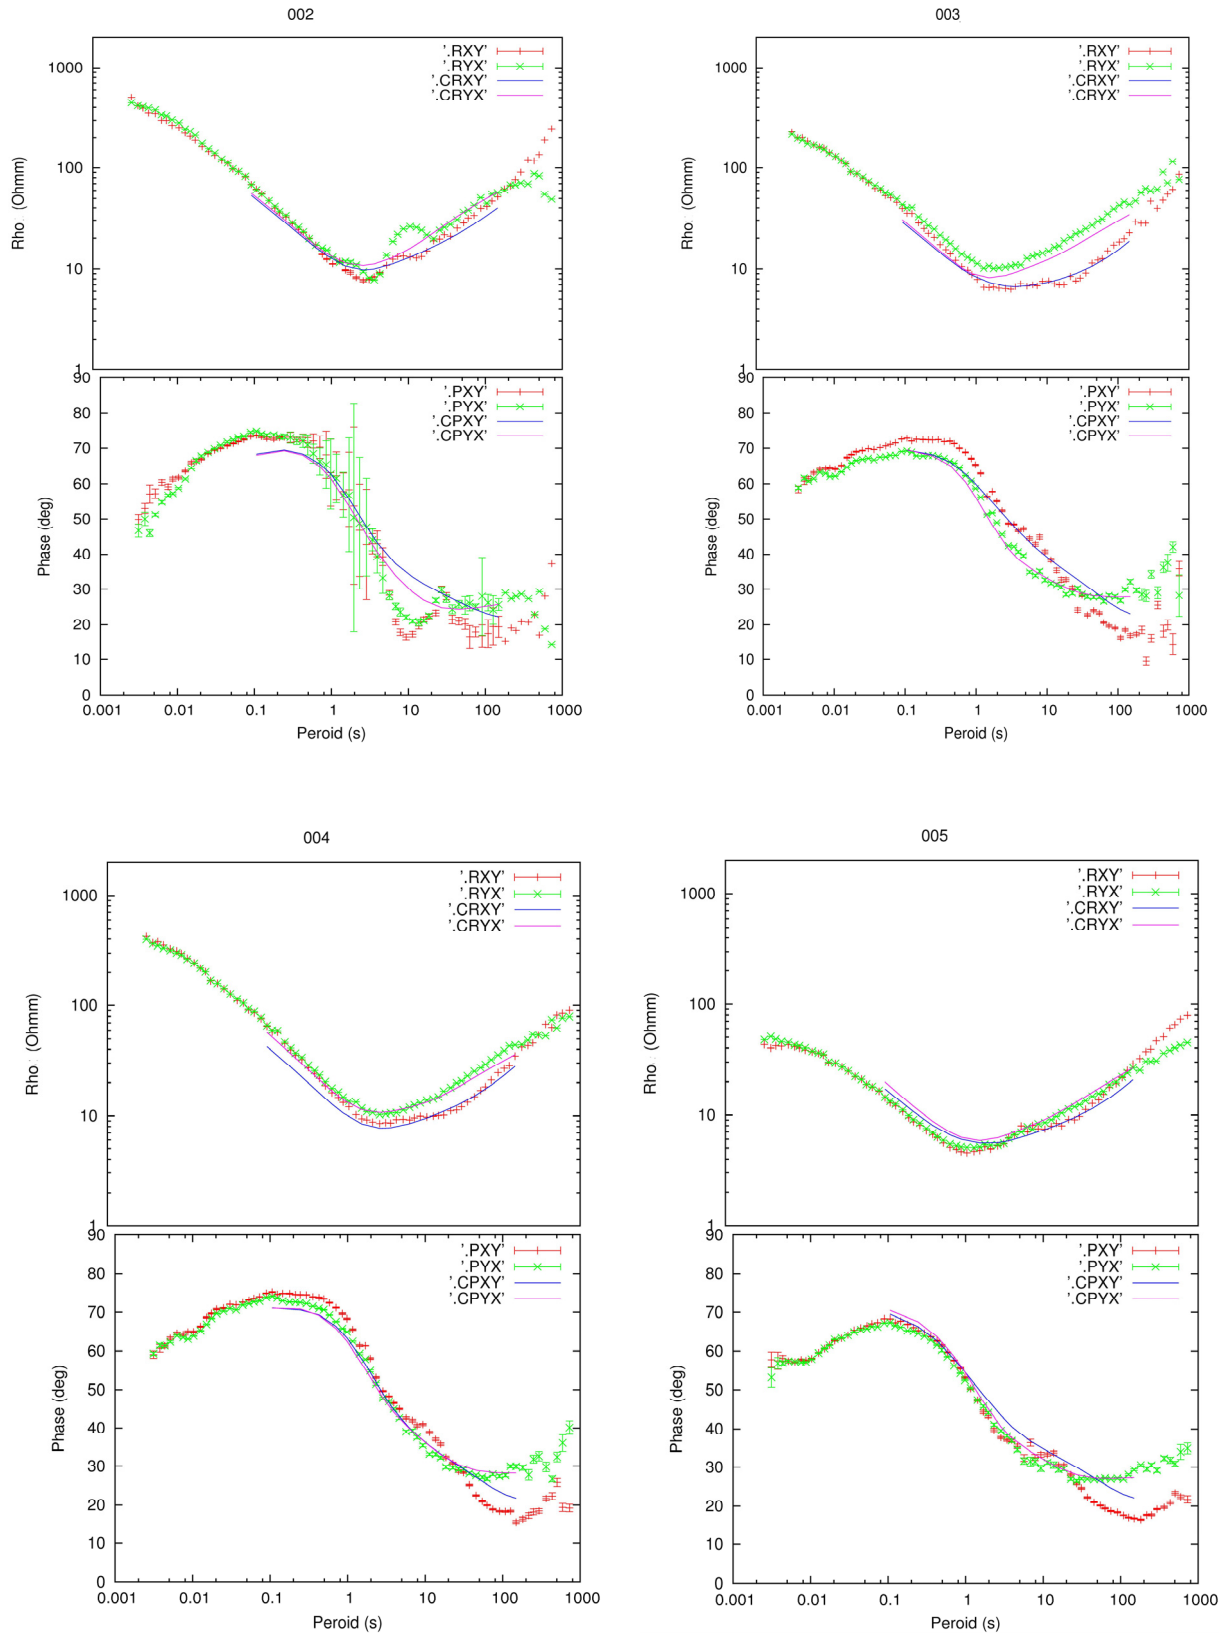 002
'.RXY'
'.RYX'
'.CRXY'
'.CRYX'
1000
100
10
1
Rho (Ohmm)
'.PXY'
'.PYX'
'.CPXY'
'.CPYX'
90
80
70
60
50
40
30
20
10
0
Phase (deg)
0.001 0.01 0.1 1 10 100 1000
Peroid (s)
003
'.RXY'
'.RYX'
'.CRXY'
'.CRYX'
1000
100
10
1
Rho (Ohmm)
'.PXY'
'.PYX'
'.CPXY'
'.CPYX'
90
80
70
60
50
40
30
20
10
0
Phase (deg)
0.001 0.01 0.1 1 10 100 1000
Peroid (s)
004
'.RXY'
'.RYX'
'.CRXY'
'.CRYX'
1000
100
10
1
Rho (Ohmm)
'.PXY'
'.PYX'
'.CPXY'
'.CPYX'
90
80
70
60
50
40
30
20
10
0
Phase (deg)
0.001 0.01 0.1 1 10 100 1000
Peroid (s)
005
'.RXY'
'.RYX'
'.CRXY'
'.CRYX'
1000
100
10
1
Rho (Ohmm)
'.PXY'
'.PYX'
'.CPXY'
'.CPYX'
90
80
70
60
50
40
30
20
10
0
Phase (deg)
0.001 0.01 0.1 1 10 100 1000
Peroid (s)